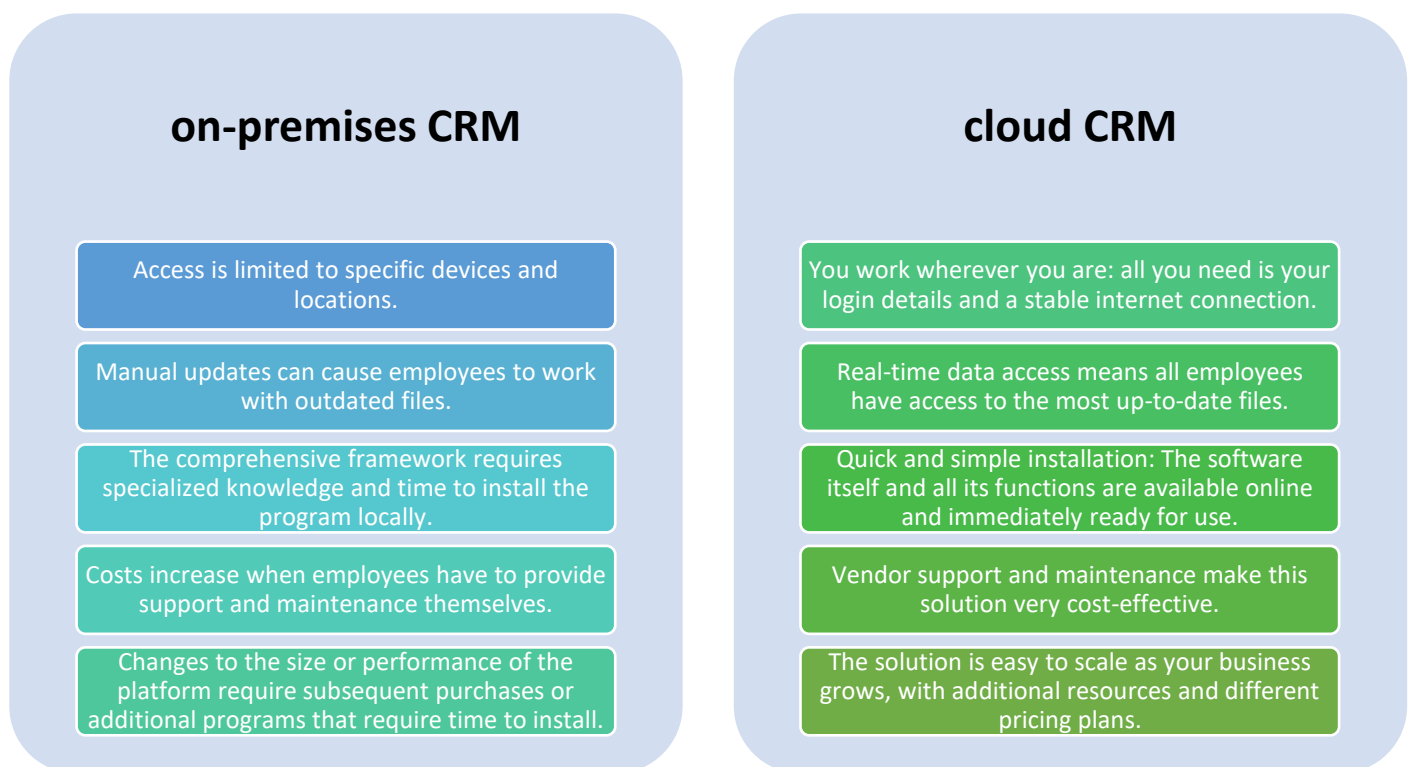 on-premises CRM
Access is limited to specific devices and
locations.
Manual updates can cause employees to work
with outdated files.
The comprehensive framework requires
specialized knowledge and time to install the
program locally.
Costs increase when employees have to provide
support and maintenance themselves.
Changes to the size or performance of the
platform require subsequent purchases or
additional programs that require time to install.
cloud CRM
You work wherever you are: all you need is your
login details and a stable internet connection.
Real-time data access means all employees
have access to the most up-to-date files.
Quick and simple installation: The software
itself and all its functions are available online
and immediately ready for use.
Vendor support and maintenance make this
solution very cost-effective.
The solution is easy to scale as your business
grows, with additional resources and different
pricing plans.